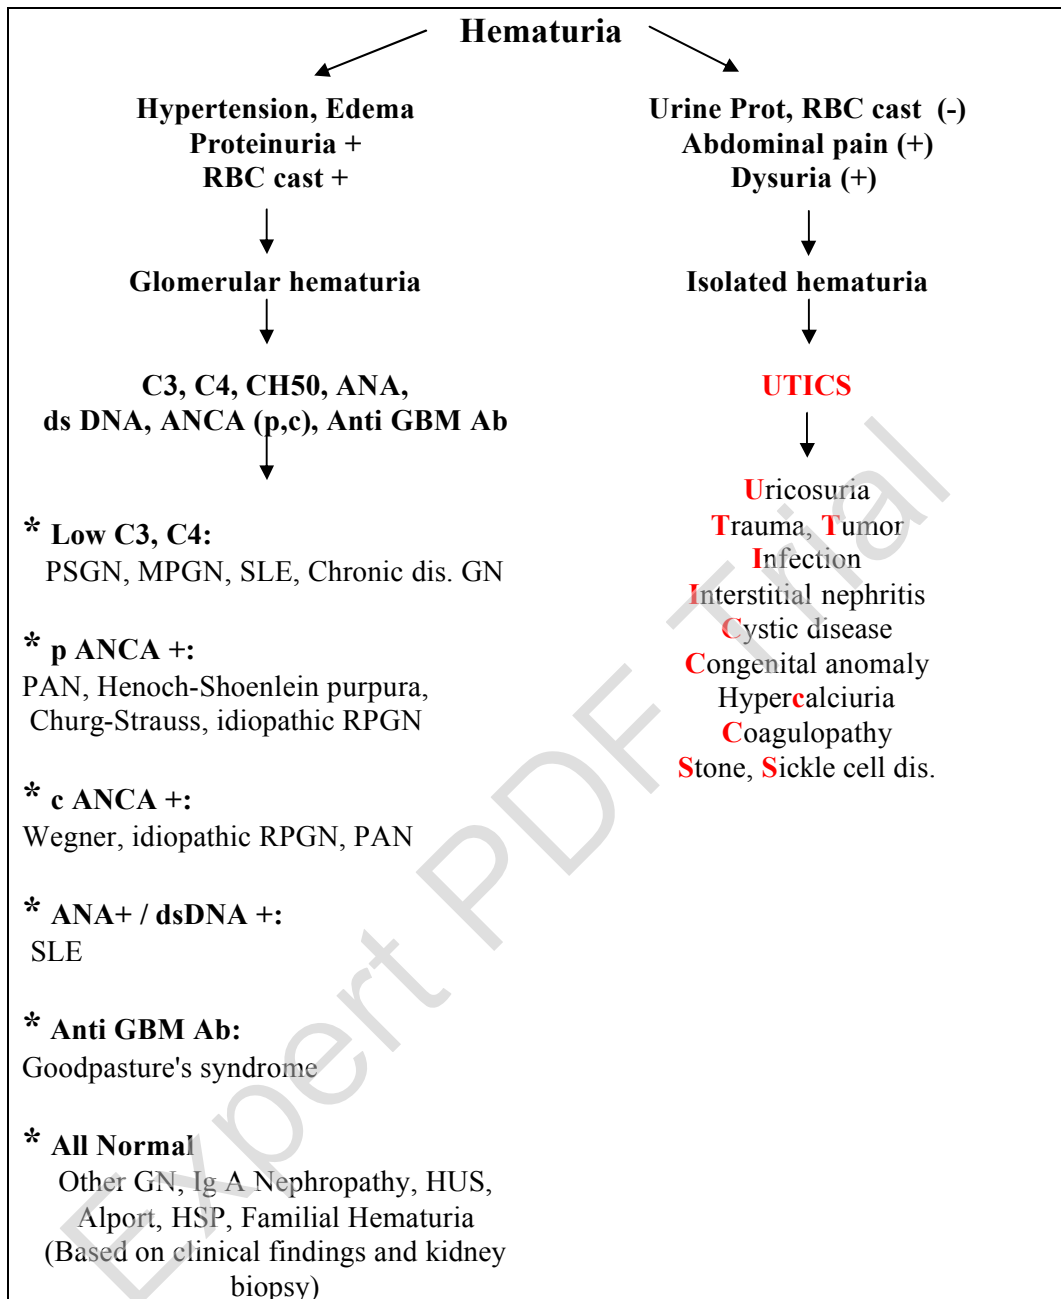 Hematuria
Hypertension, Edema
Proteinuria +
RBC cast +
Glomerular hematuria
C3, C4, CH50, ANA,
ds DNA, ANCA (p,c), Anti GBM Ab
* Low C3, C4:
PSGN, MPGN, SLE, Chronic dis. GN
* p ANCA +:
PAN, Henoch-Shoenlein purpura,
Churg-Strauss, idiopathic RPGN
* c ANCA +:
Wegner, idiopathic RPGN, PAN
* ANA+ / dsDNA +:
SLE
* Anti GBM Ab:
Goodpasture's syndrome
* All Normal
Other GN, Ig A Nephropathy, HUS,
Alport, HSP, Familial Hematuria
(Based on clinical findings and kidney
biopsy)
Urine Prot, RBC cast (-)
Abdominal pain (+)
Dysuria (+)
Isolated hematuria
UTICS
Uricosuria
Trauma, Tumor
Infection
Interstitial nephritis
Cystic disease
Congenital anomaly
Hypercalciuria
Coagulopathy
Stone, Sickle cell dis.
Expert PDF Trial